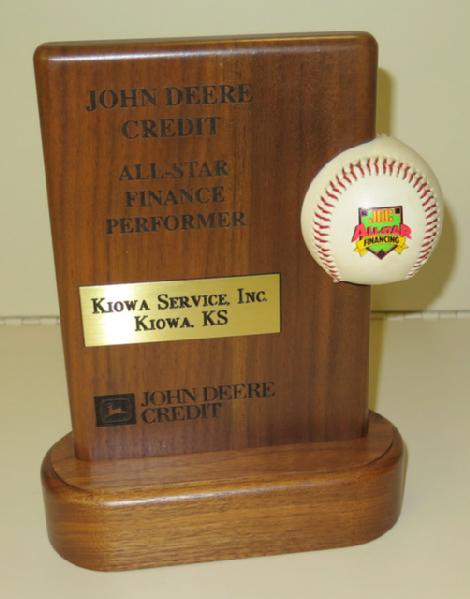 JOHN DEERE
CREDIT
ALL-STAR
FINANCE
PERFORMER
JDC
ALL-STAR
FINANCING
KIOWA SERVICE, INC.
KIOWA, KS
JOHN DEERE
CREDIT